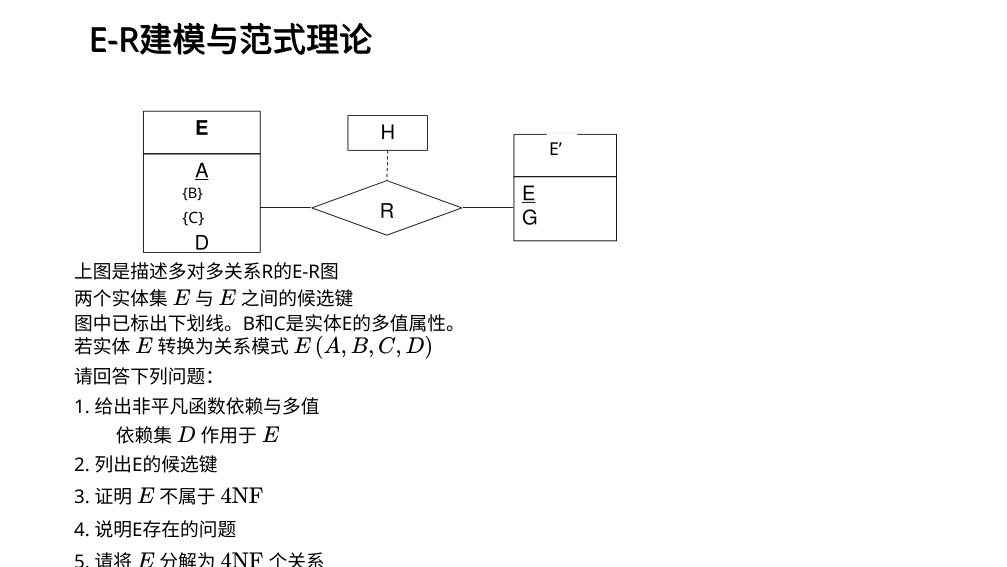 E-R建模与范式理论
E
A
{B}
{C}
D
H
R
E′
E
G
上图是描述多对多关系R的E-R图
两个实体集 E 与 E 之间的候选键
图中已标出下划线。B和C是实体E的多值属性。
若实体 E 转换为关系模式 E (A, B, C, D)
请回答下列问题：
1. 给出非平凡函数依赖与多值
依赖集 D 作用于 E
2. 列出E的候选键
3. 证明 E 不属于 4NF
4. 说明E存在的问题
5. 请将 E 分解为 4NF 个关系